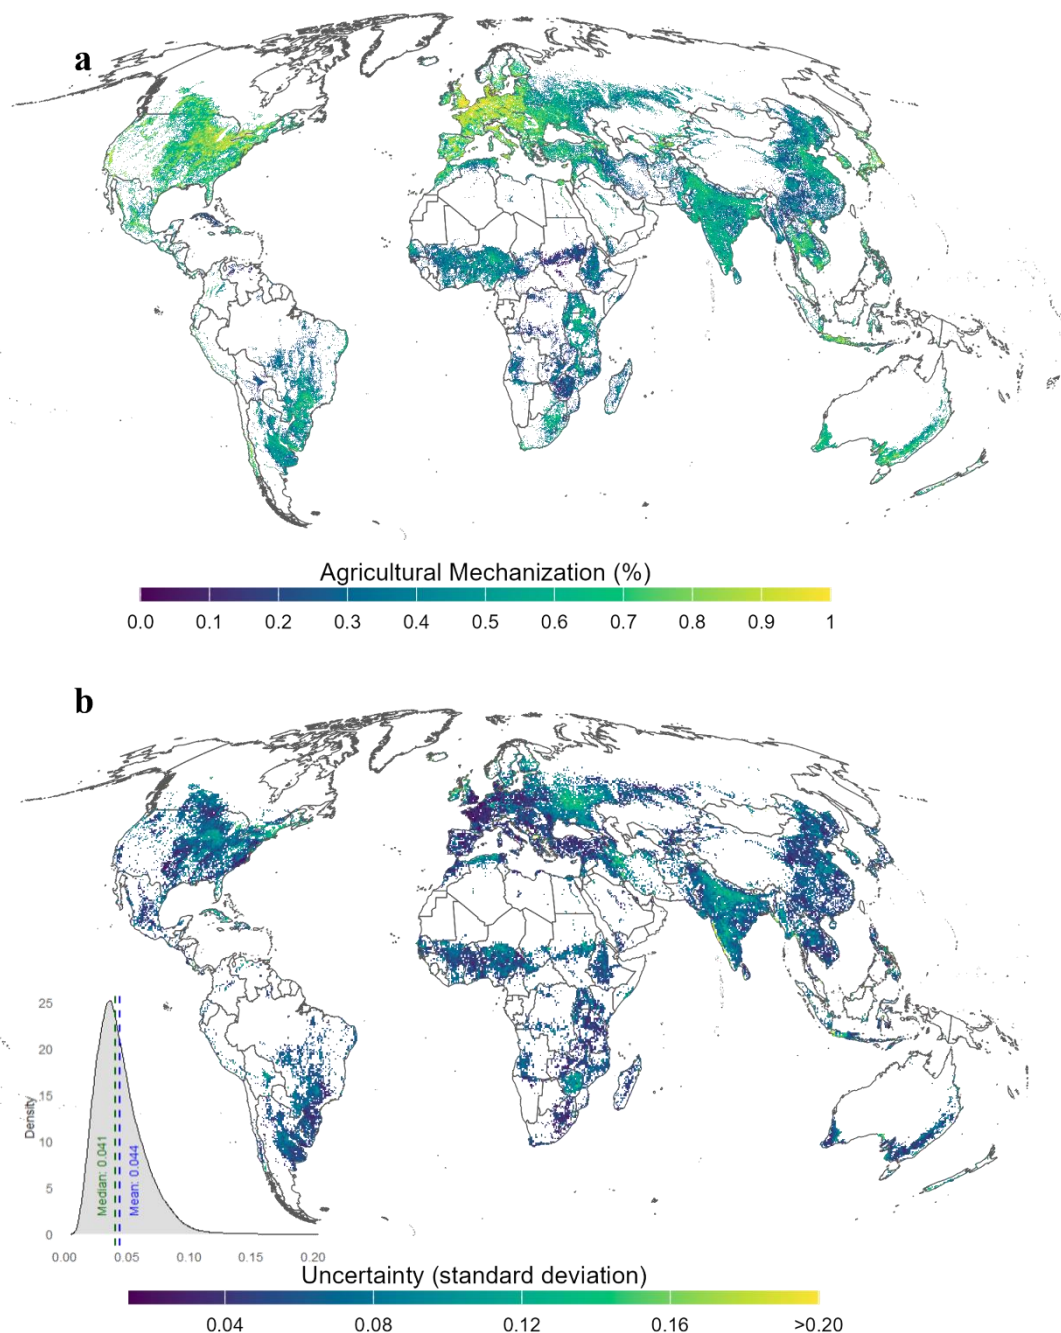 a
Agricultural Mechanization (%)
0.0 0.1 0.2 0.3 0.4 0.5 0.6 0.7 0.8 0.9 1
b
25
20
15
10
5
0
Density
Median: 0.041
Mean: 0.044
0.00 0.05 0.10 0.15 0.20
Uncertainty (standard deviation)
0.04 0.08 0.12 0.16 >0.20